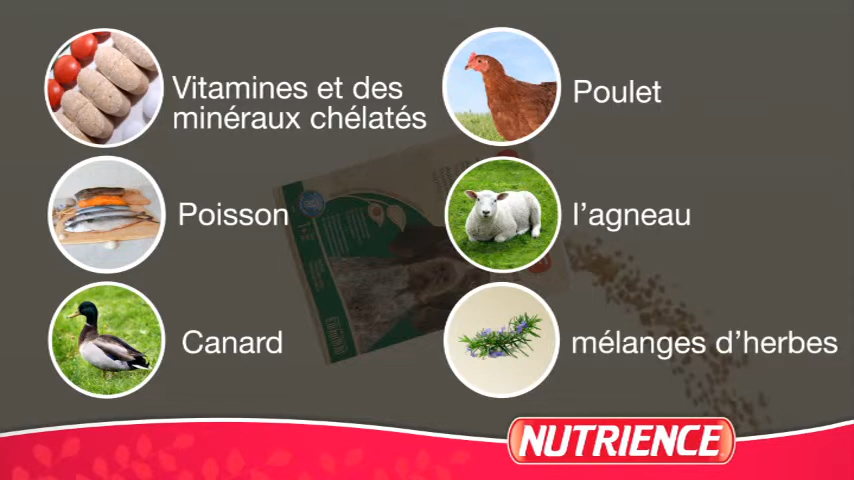 Vitamines et des
minéraux chélatés
Poulet
Poisson
l'agneau
Canard
mélanges d'herbes
NUTRIENCE